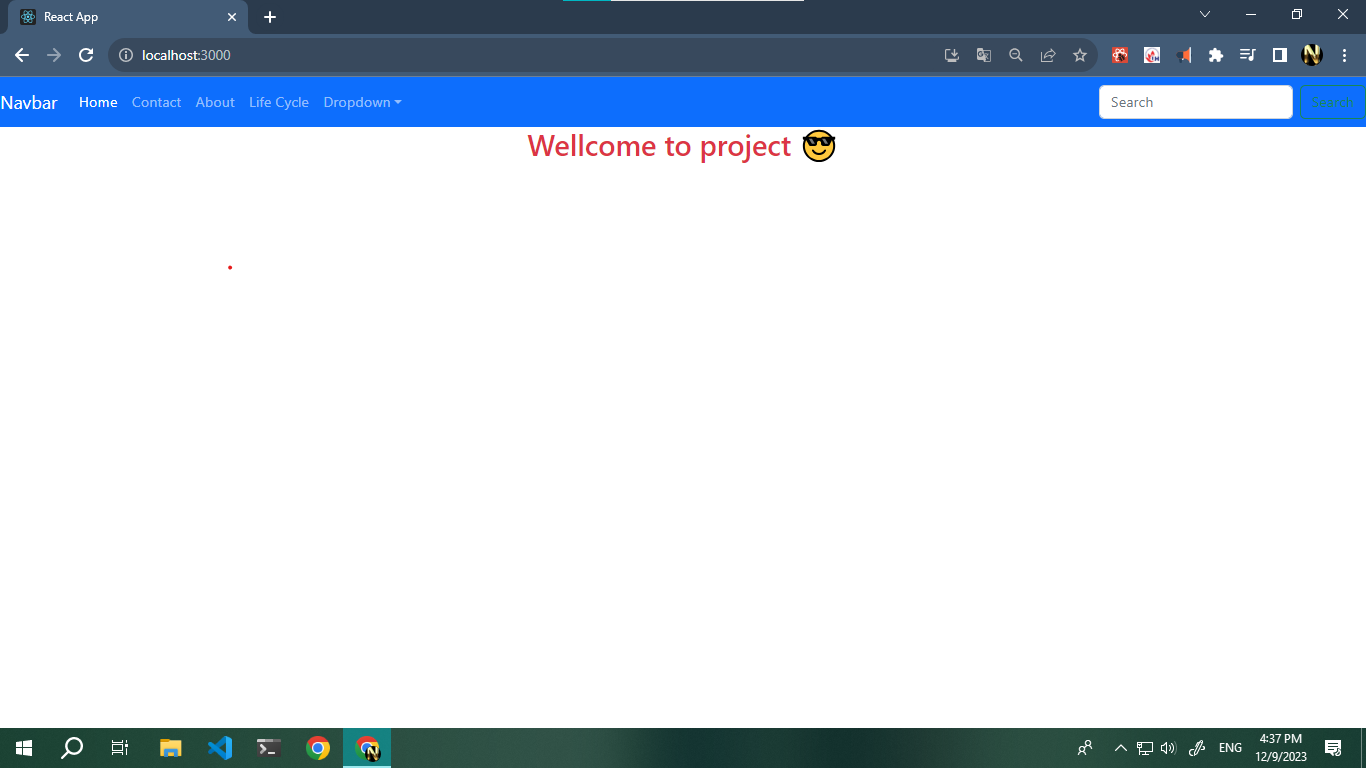 React App
localhost:3000
Navbar Home Contact About Life Cycle Dropdown Search Search
Wellcome to project 😎
ENG
4:37 PM
12/9/2023